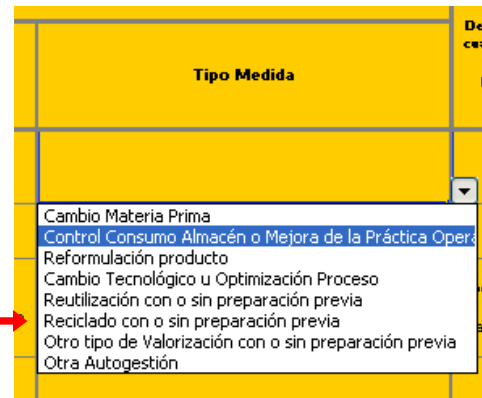 Tipo Medida
Cambio Materia Prima
Control Consumo Almacén o Mejora de la Práctica Oper
Reformulación producto
Cambio Tecnológico u Optimización Proceso
Reutilización con o sin preparación previa
Reciclado con o sin preparación previa
Otro tipo de Valorización con o sin preparación previa
Otra Autogestión